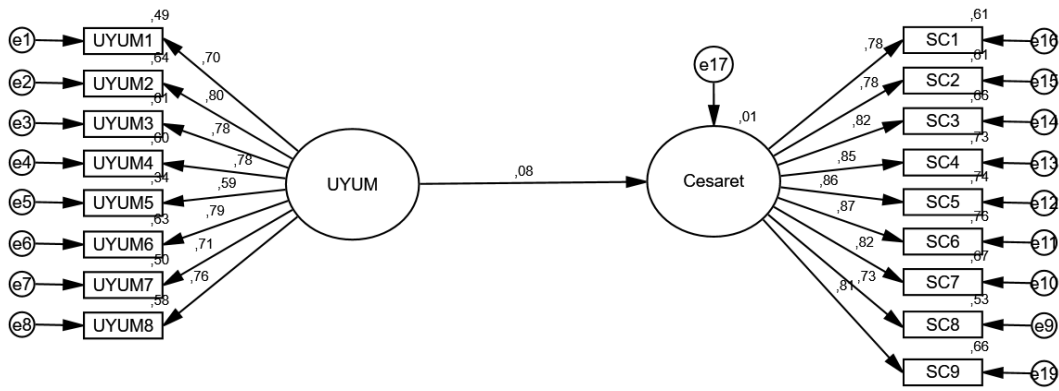 ,49
e1 UYUM1 ,70
,64
e2 UYUM2 ,80
,61
e3 UYUM3 ,78
,60
e4 UYUM4 ,78
,34
e5 UYUM5 ,59
,63
e6 UYUM6 ,79
,50
e7 UYUM7 ,71
,58
e8 UYUM8 ,76
UYUM
,08
e17
,01
Cesaret
,61
,78 SC1 e16
,61
,78 SC2 e15
,66
,82 SC3 e14
,73
,85 SC4 e13
,74
,86 SC5 e12
,76
,87 SC6 e11
,67
,82 SC7 e10
,53
,73 SC8 e9
,66
,81 SC9 e19